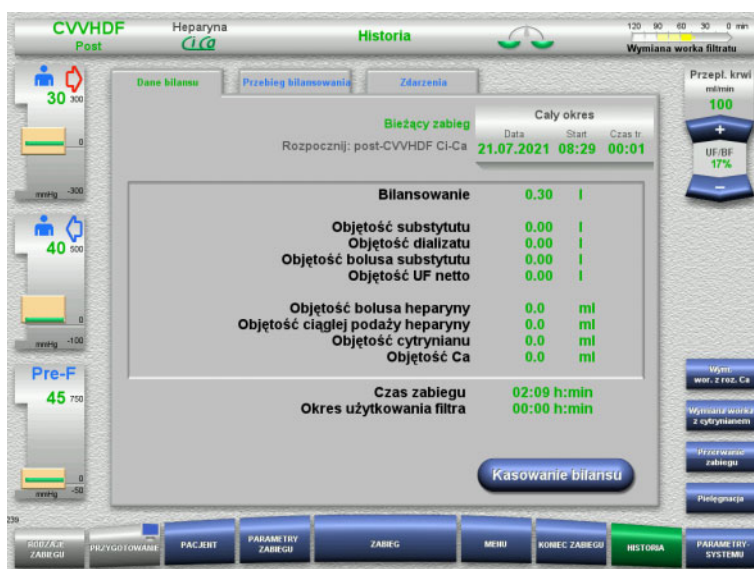 CVVHDF
Post
Heparyna
Ci Ca
Historia
120 90 60 30 0 min
Wymiana worka filtratu
30 300
0
mmHg -300
40 500
0
mmHg -100
Pre-F
45 750
0
mmHg -50
Dane bilansu
Przebieg bilansowania
Zdarzenia
Bieżący zabieg
Rozpocznij: post-CVVHDF Ci-Ca
Cały okres
Data Start Czas tr.
21.07.2021 08:29 00:01
Bilansowanie 0.30 l
Objętość substytutu 0.00 l
Objętość dializatu 0.00 l
Objętość bolusa substytutu 0.00 l
Objętość UF netto 0.00 l
Objętość bolusa heparyny 0.0 ml
Objętość ciągłej podaży heparyny 0.0 ml
Objętość cytrynianu 0.0 ml
Objętość Ca 0.0 ml
Czas zabiegu 02:09 h:min
Okres użytkowania filtra 00:00 h:min
Kasowanie bilansu
Przepł. krwi
ml/min
100
+
UF/BF
17%
−
Wym.
wor. z roz. Ca
Wymiana worka
z cytrynianem
Przerwanie
zabiegu
Pielęgnacja
239
RODZAJE
ZABIEGU
PRZYGOTOWANIE
PACJENT
PARAMETRY
ZABIEGU
ZABIEG
MENU
KONIEC ZABIEGU
HISTORIA
PARAMETRY-
SYSTEMU